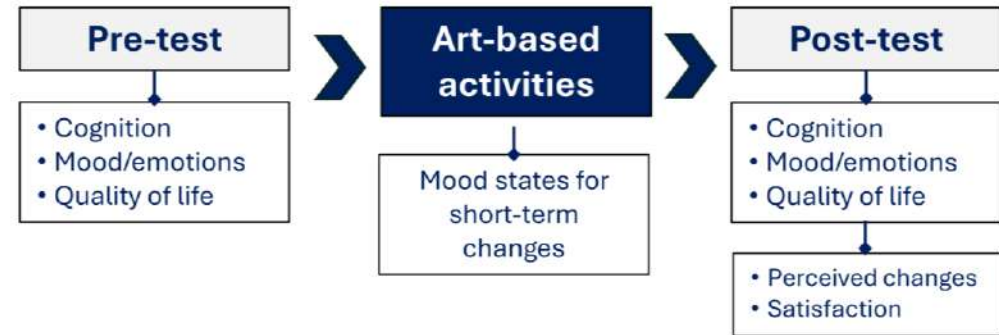 Pre-test
• Cognition
• Mood/emotions
• Quality of life
Art-based
activities
Mood states for
short-term
changes
Post-test
• Cognition
• Mood/emotions
• Quality of life
• Perceived changes
• Satisfaction